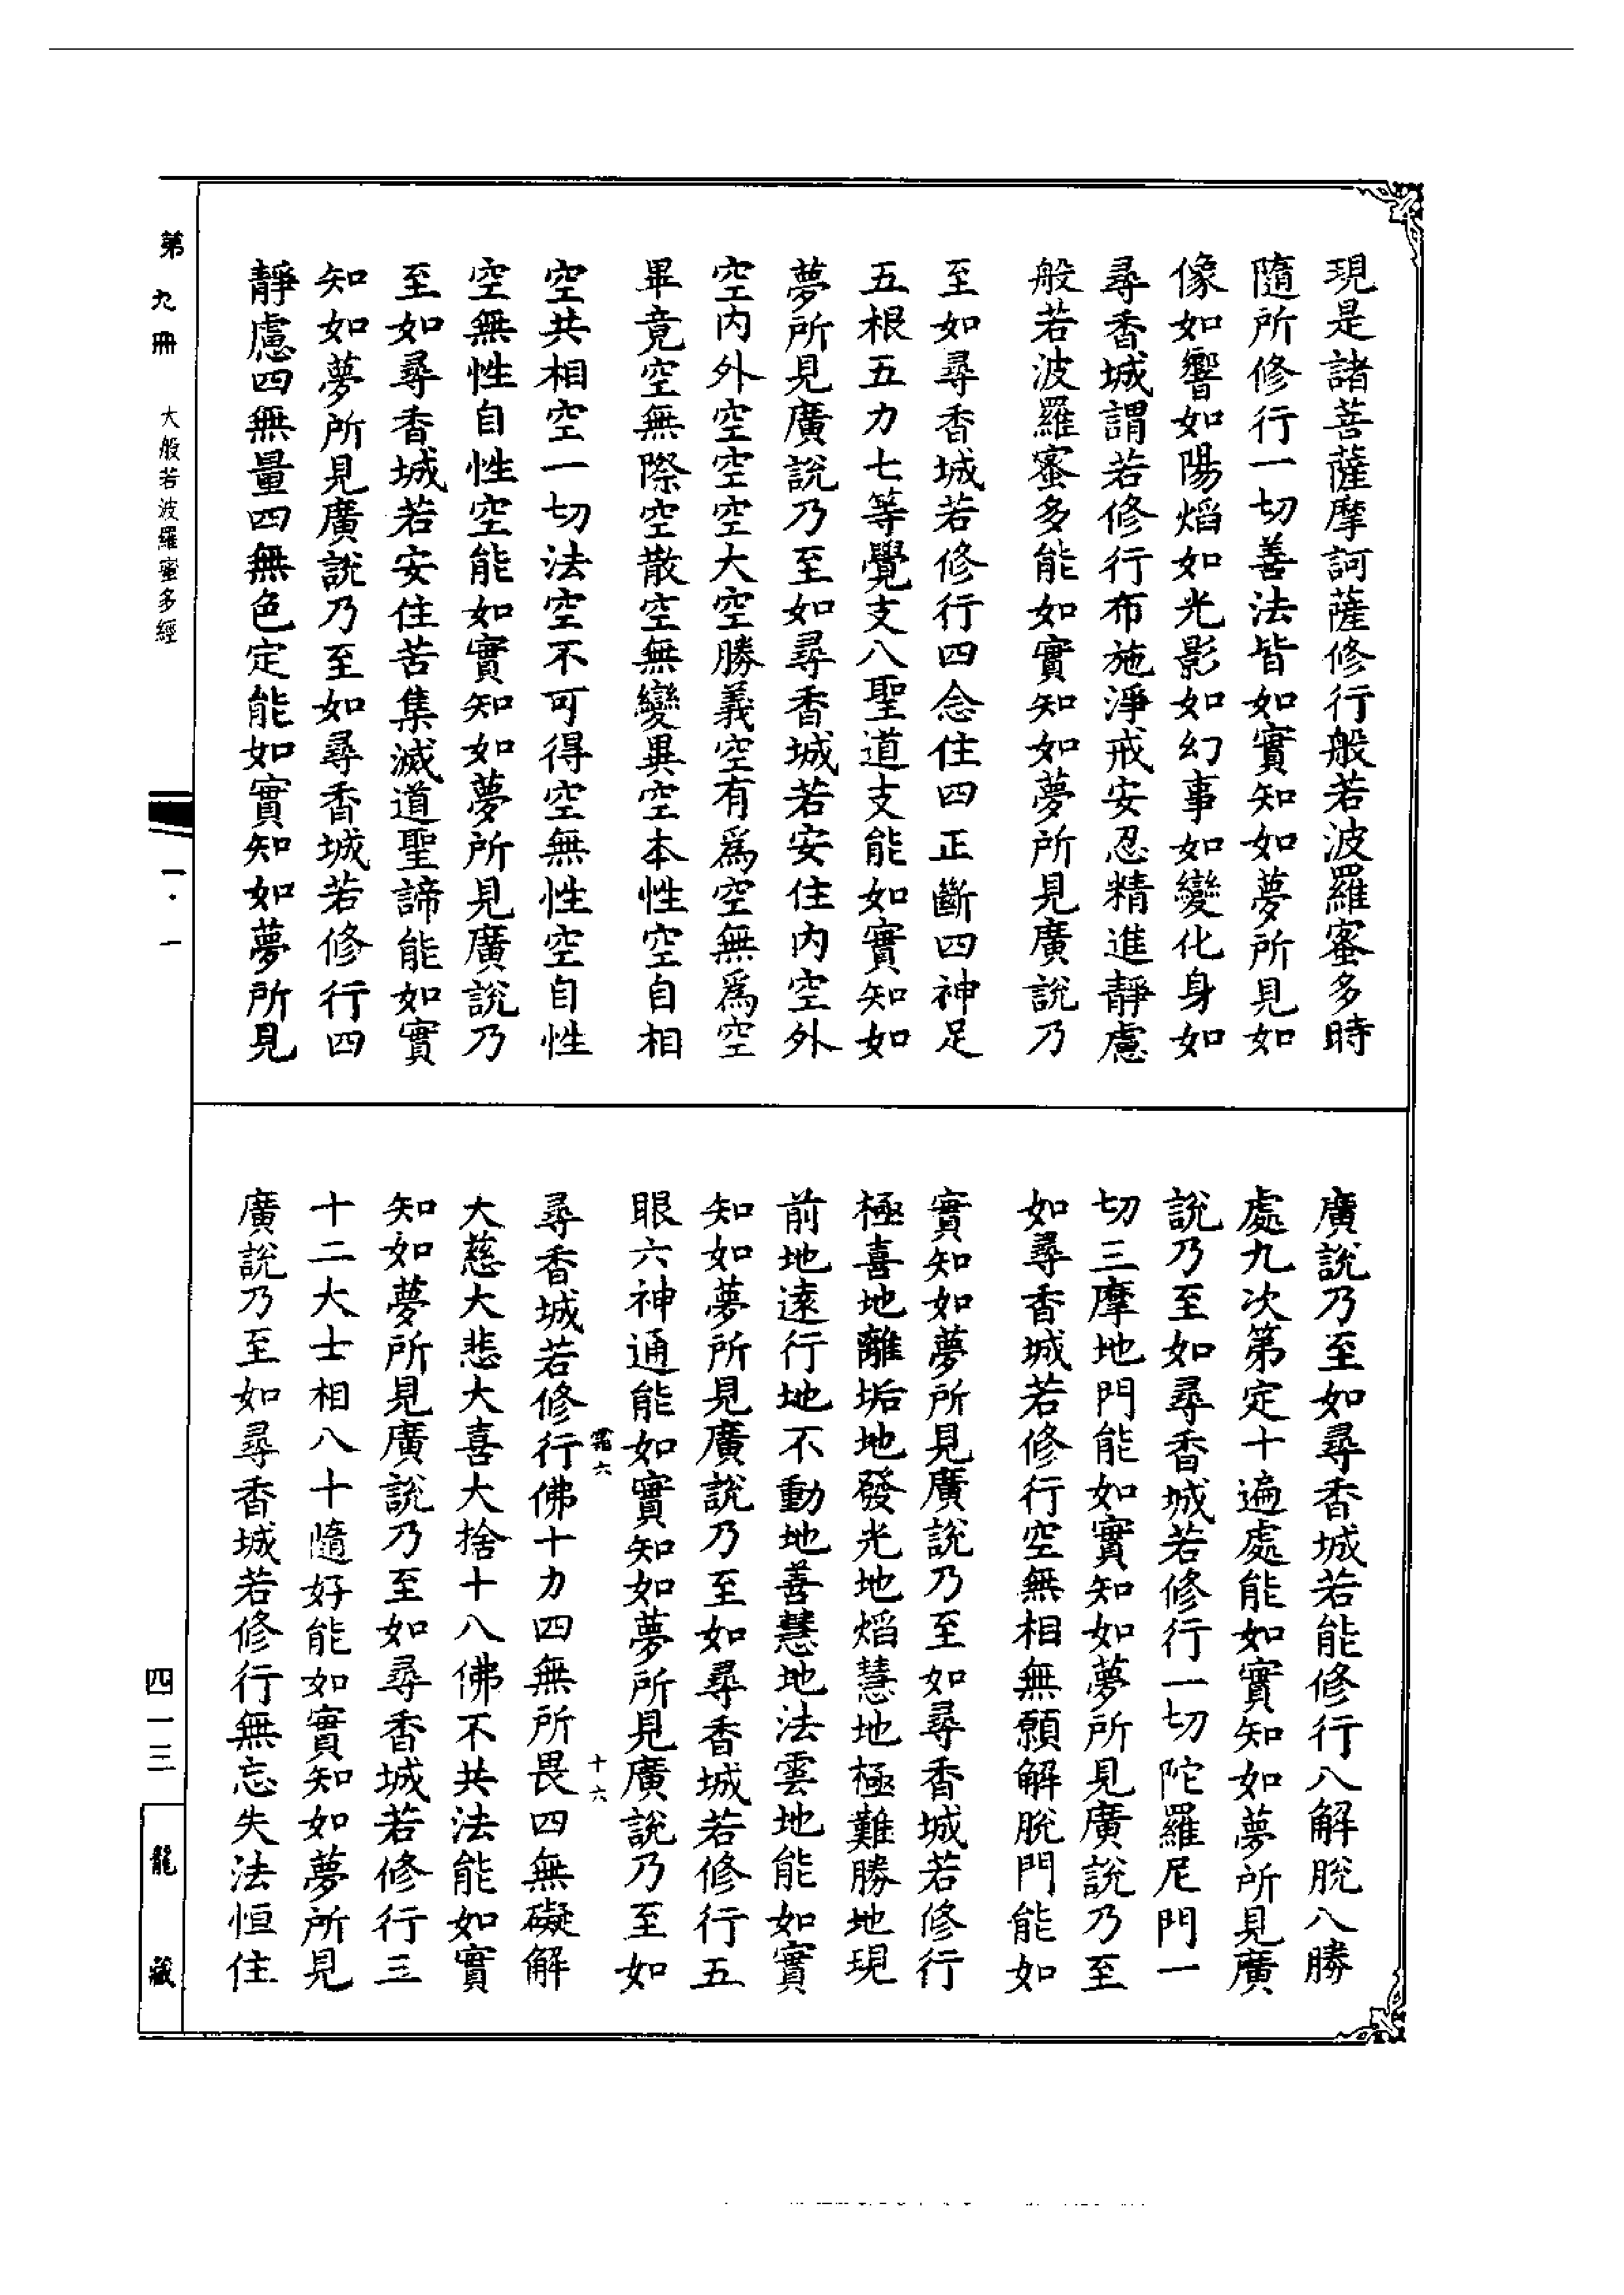 現是諸菩薩摩訶薩修行般若波羅蜜多時
隨所修行一切善法皆如實知如夢所見如
像如響如陽焰如光影如幻事如變化身如
尋香城謂若修行布施淨戒安忍精進靜慮
般若波羅蜜多能如實知如夢所見廣說乃
至如尋香城若修行四念住四正斷四神足
五根五力七等覺支八聖道支能如實知如
夢所見廣說乃至如尋香城若安住內空外
空內外空空空大空勝義空有爲空無爲空
畢竟空無際空散空無變異空本性空自相
空共相空一切法空不可得空無性空自性
空無性自性空能如實知如夢所見廣說乃
至如尋香城若安住苦集滅道聖諦能如實
知如夢所見廣說乃至如尋香城若修行四
靜慮四無量四無色定能如實知如夢所見
廣說乃至如尋香城若能修行八解脫八勝
處九次第定十遍處能如實知如夢所見廣
說乃至如尋香城若修行一切陀羅尼門一
切三摩地門能如實知如夢所見廣說乃至
如尋香城若修行空無相無願解脫門能如
實知如夢所見廣說乃至如尋香城若修行
極喜地離垢地發光地焰慧地極難勝地現
前地遠行地不動地善慧地法雲地能如實
知如夢所見廣說乃至如尋香城若修行五
眼六神通能如實知如夢所見廣說乃至如
霜六 十六
尋香城若修行佛十力四無所畏四無礙解
大慈大悲大喜大捨十八佛不共法能如實
知如夢所見廣說乃至如尋香城若修行三
十二大士相八十隨好能如實知如夢所見
廣說乃至如尋香城若修行無忘失法恒住
第九冊 大般若波羅蜜多經 一·一
四一三
龍藏